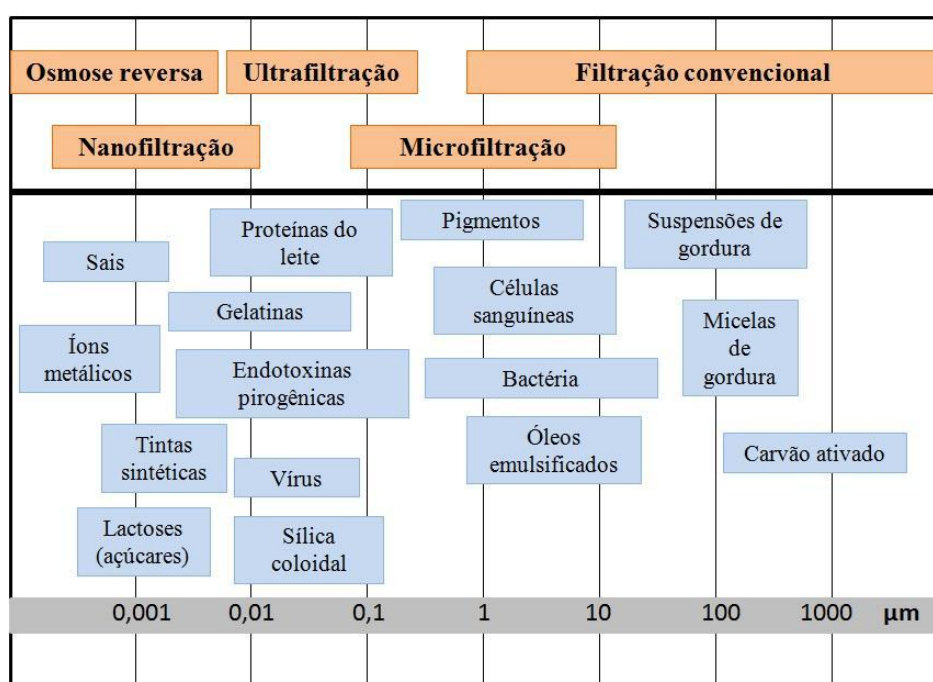 Osmose reversa
Ultrafiltração
Filtração convencional
Nanofiltração
Microfiltração
Proteínas do
leite
Pigmentos
Suspensões de
gordura
Sais
Células
sanguíneas
Gelatinas
Micelas
de
gordura
Íons
metálicos
Endotoxinas
pirogênicas
Bactéria
Tintas
sintéticas
Óleos
emulsificados
Carvão ativado
Vírus
Lactoses
(açúcares)
Sílica
coloidal
0,001 0,01 0,1 1 10 100 1000 µm